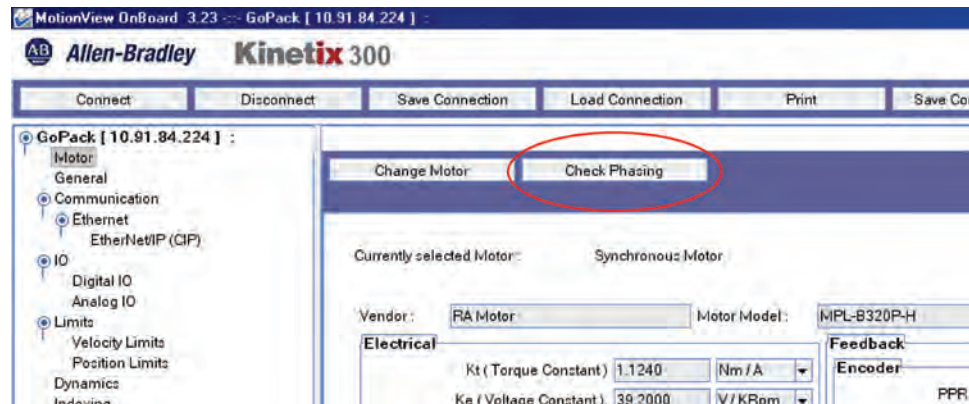 MotionView OnBoard 3.23 -::- GoPack [ 10.91.84.224 ] :
AB Allen-Bradley Kinetix 300
Connect Disconnect Save Connection Load Connection Print Save Co
GoPack [ 10.91.84.224 ] :
Motor
General
Communication
Ethernet
EtherNet/IP (CIP)
IO
Digital IO
Analog IO
Limits
Velocity Limits
Position Limits
Dynamics
Indexing
Change Motor Check Phasing
Currently selected Motor : Synchronous Motor
Vendor : RA Motor Motor Model : MPL-B320P-H
Electrical Feedback
Kt ( Torque Constant ) 1.1240 Nm / A Encoder
Ke ( Voltage Constant ) 39.2000 V / KRpm PPR